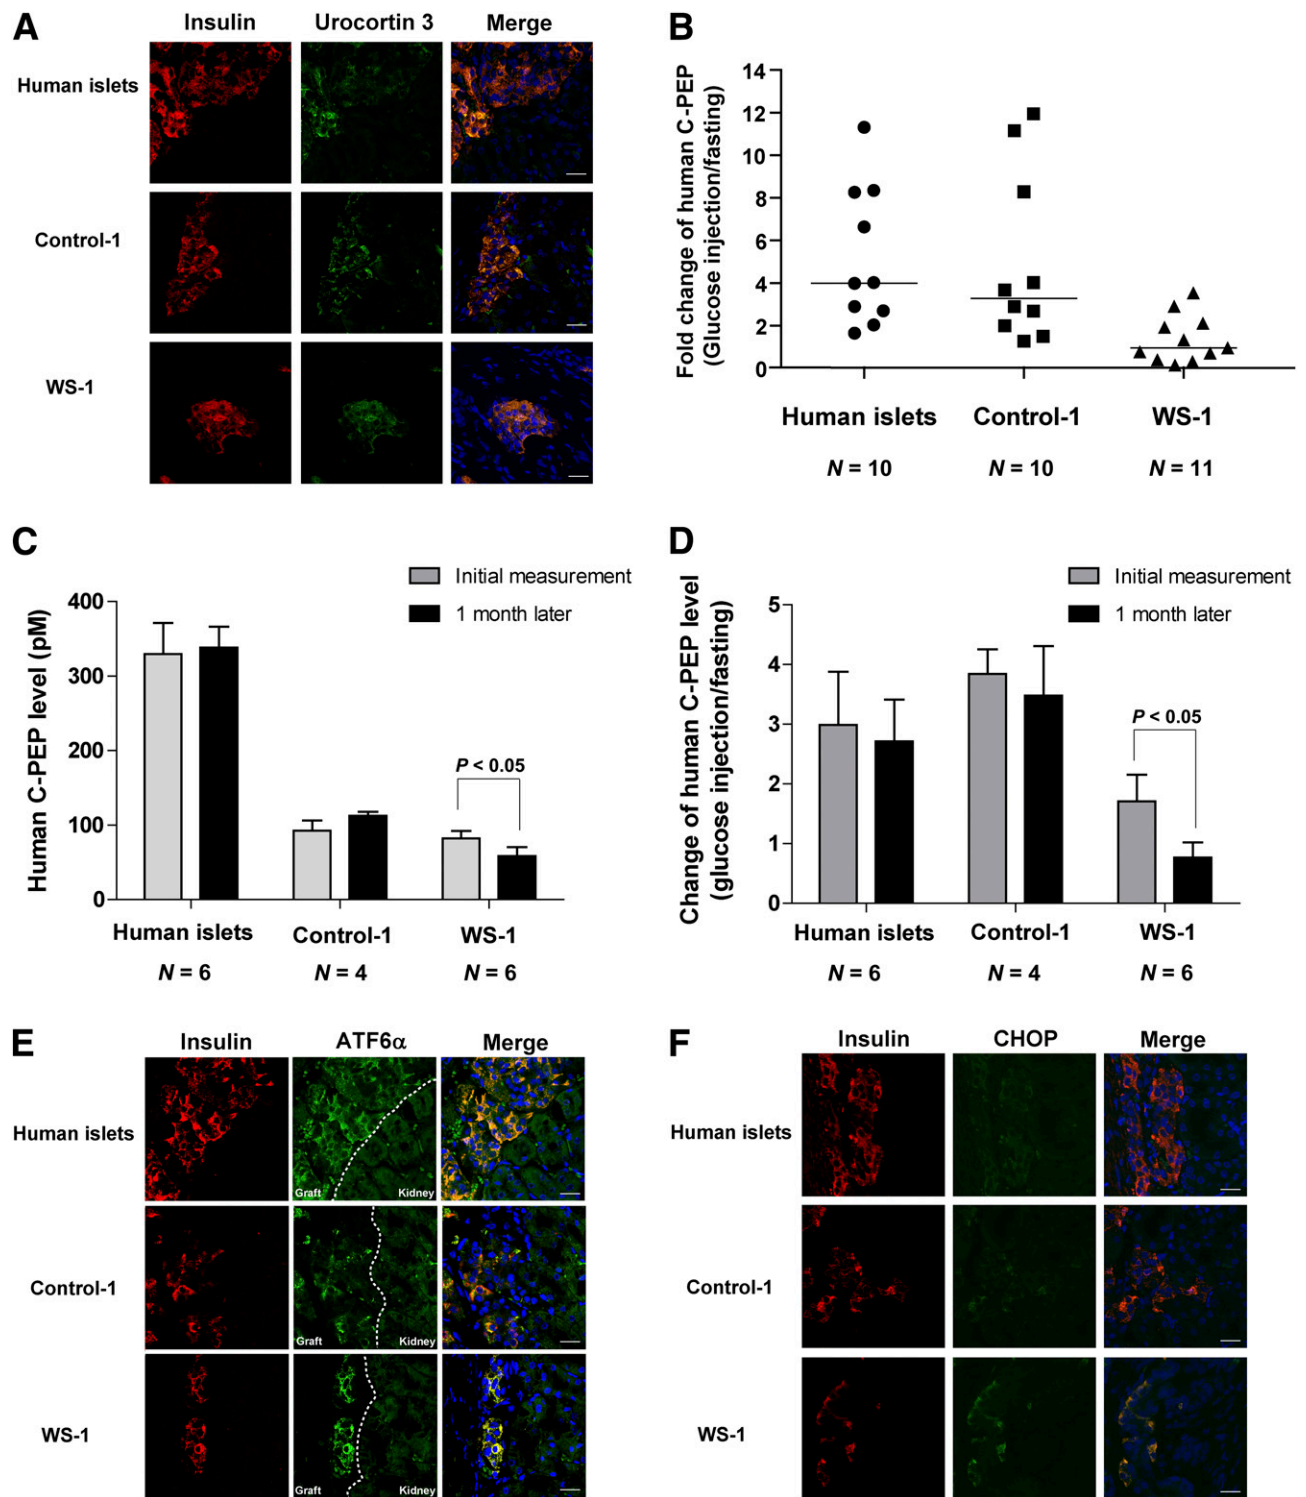 A
Insulin Urocortin 3 Merge
Human islets
Control-1
WS-1
B
Fold change of human C-PEP
(Glucose injection/fasting)
14
12
10
8
6
4
2
0
Human islets Control-1 WS-1
N = 10 N = 10 N = 11
C
Initial measurement
1 month later
Human C-PEP level (pM)
400
300
200
100
0
P < 0.05
Human islets Control-1 WS-1
N = 6 N = 4 N = 6
D
Initial measurement
1 month later
Change of human C-PEP level
(glucose injection/fasting)
5
4
3
2
1
0
P < 0.05
Human islets Control-1 WS-1
N = 6 N = 4 N = 6
E
Insulin ATF6α Merge
Human islets
Graft Kidney
Control-1
Graft Kidney
WS-1
Graft Kidney
F
Insulin CHOP Merge
Human islets
Control-1
WS-1